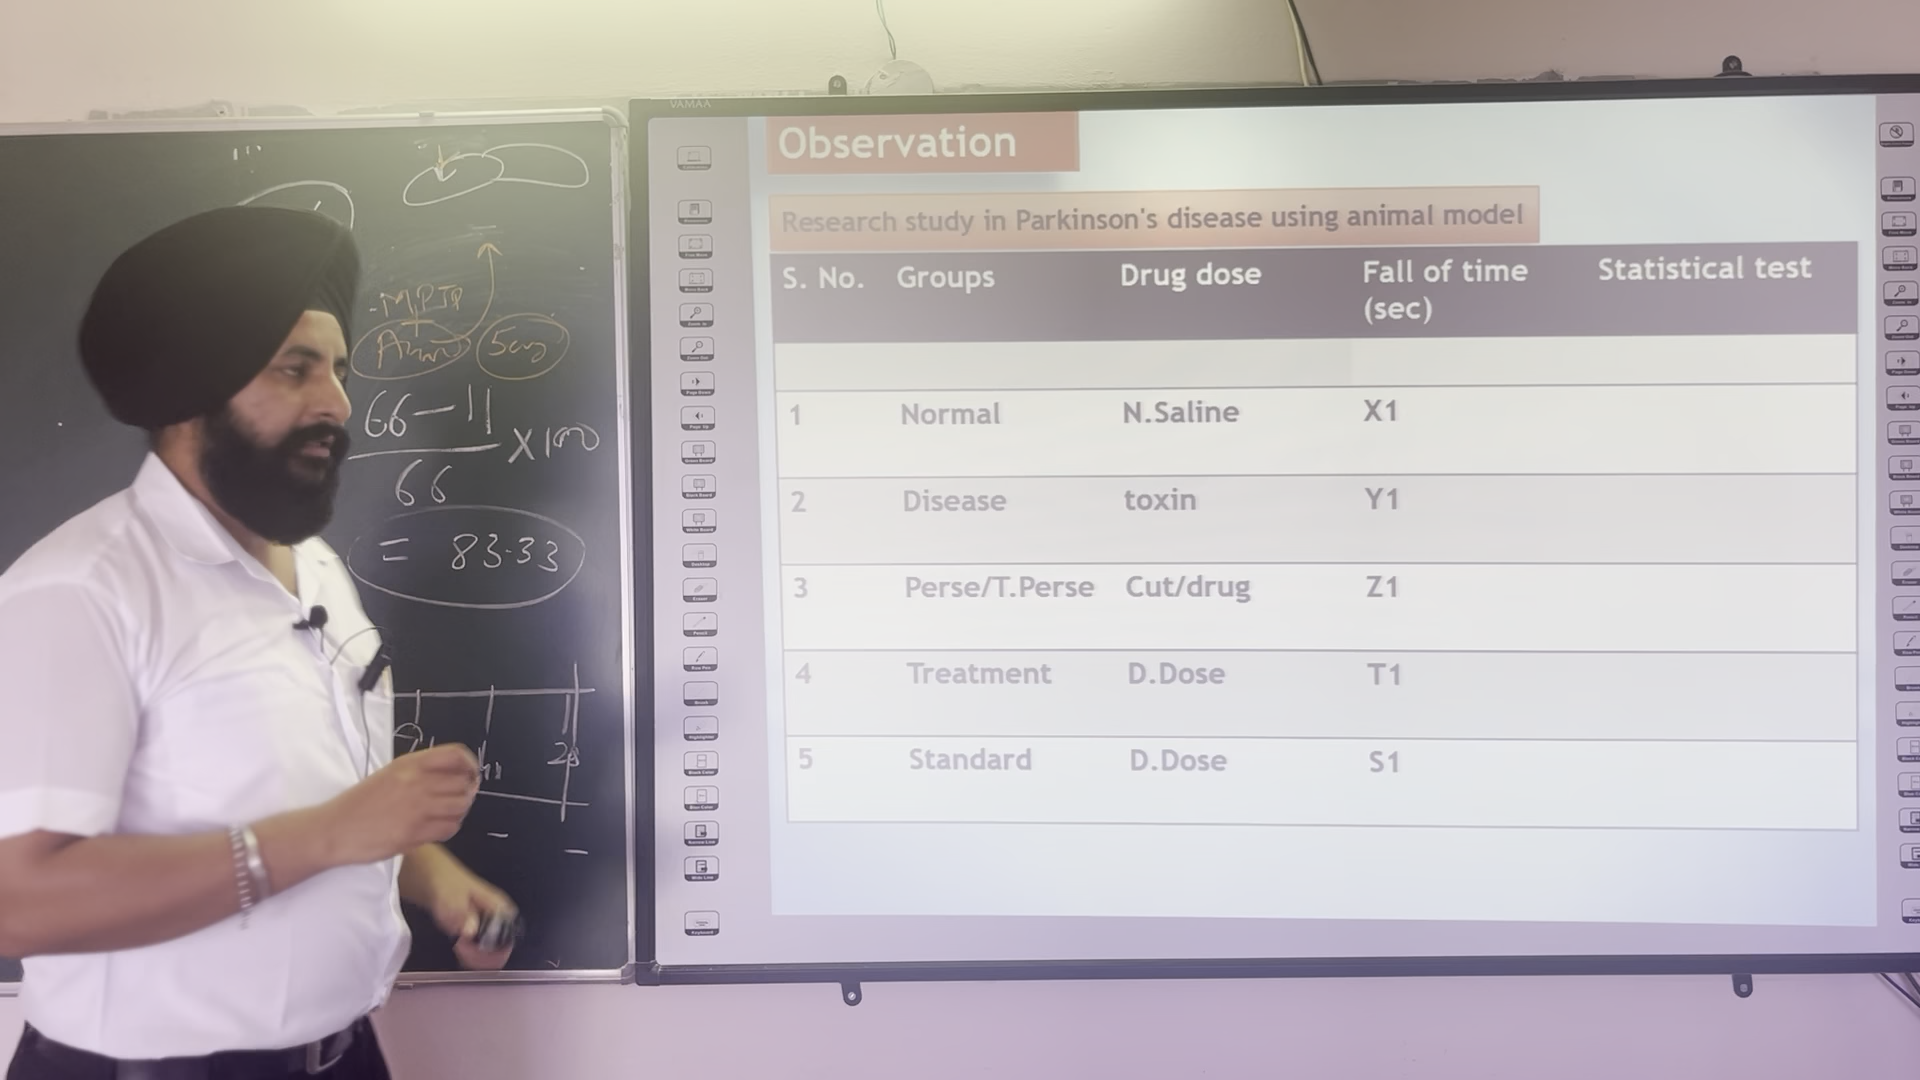 VAMAA
Observation
Research study in Parkinson's disease using animal model
S. No. Groups Drug dose Fall of time (sec) Statistical test
1 Normal N.Saline X1
2 Disease toxin Y1
3 Perse/T.Perse Cut/drug Z1
4 Treatment D.Dose T1
5 Standard D.Dose S1
66-11
66
X100
= 83.33